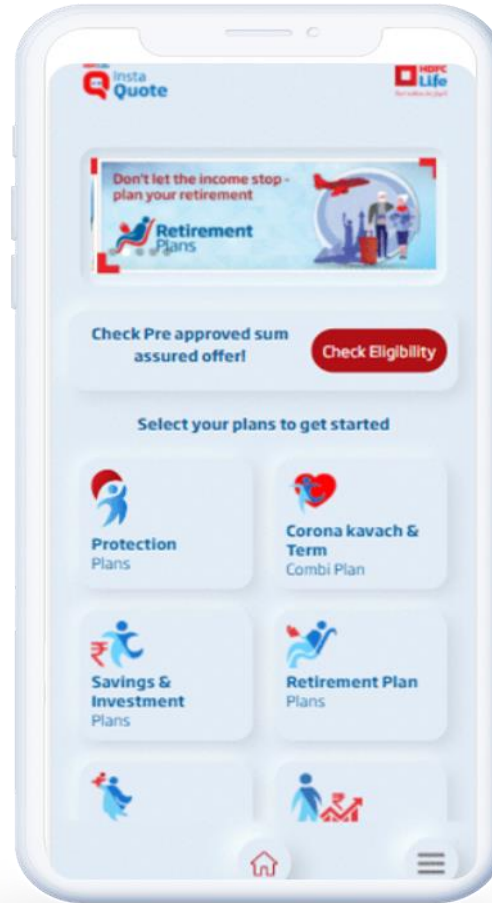 Insta
Quote
HDFC
Life
Don't let the income stop -
plan your retirement
Retirement
Plans
Check Pre approved sum
assured offer!
Check Eligibility
Select your plans to get started
Protection
Plans
Corona kavach &
Term
Combi Plan
Savings &
Investment
Plans
Retirement Plan
Plans